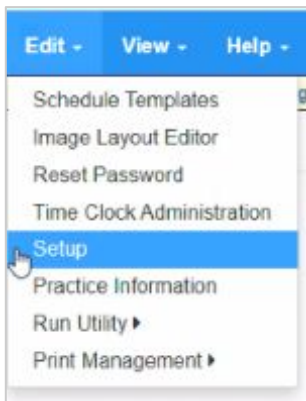 Edit View Help
Schedule Templates
Image Layout Editor
Reset Password
Time Clock Administration
Setup
Practice Information
Run Utility
Print Management